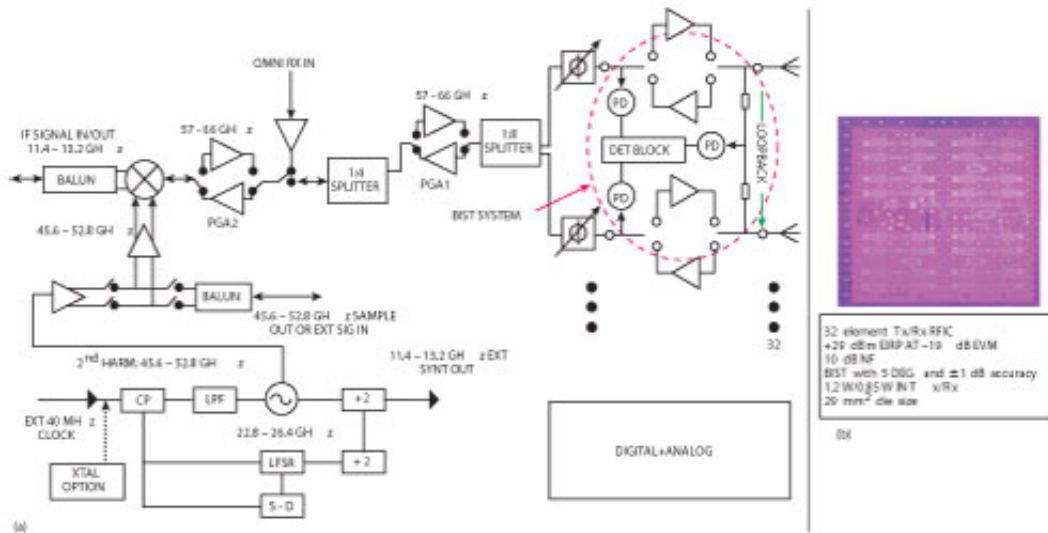 OMNI RX IN
57 – 66 GH z
1:8
SPLITTER
PD
DET BLOCK
PD
PD
LOOPBACK
BIST SYSTEM
IF SIGNAL IN/OUT
11.4 – 13.2 GH z
BALUN
57 – 66 GH z
PGA2
1:4
SPLITTER
PGA1
45.6 – 52.8 GH z
BALUN
45.6 – 52.8 GH z SAMPLE
OUT OR EXT SIG IN
2nd HARM: 45.6 – 52.8 GH z
11.4 – 13.2 GH z EXT
SYNT OUT
32
CP
LPF
÷2
EXT 40 MH z
CLOCK
22.8 – 26.4 GH z
XTAL
OPTION
LFSR
÷2
S – D
DIGITAL+ANALOG
(a)
32 element Tx/Rx RFIC
+29 dBm EIRP AT –19 dB EVM
10 dB NF
BIST with 5 DEG and ±1 dB accuracy
1.2 W/0.85 W IN T x/Rx
29 mm2 die size
(b)